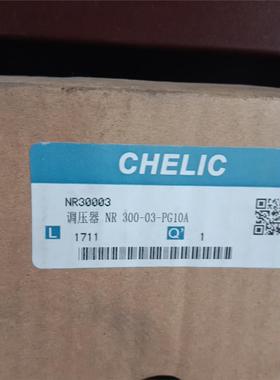 CHELIC
NR30003
调压器 NR 300-03-PG10A
L 1711 Q' 1